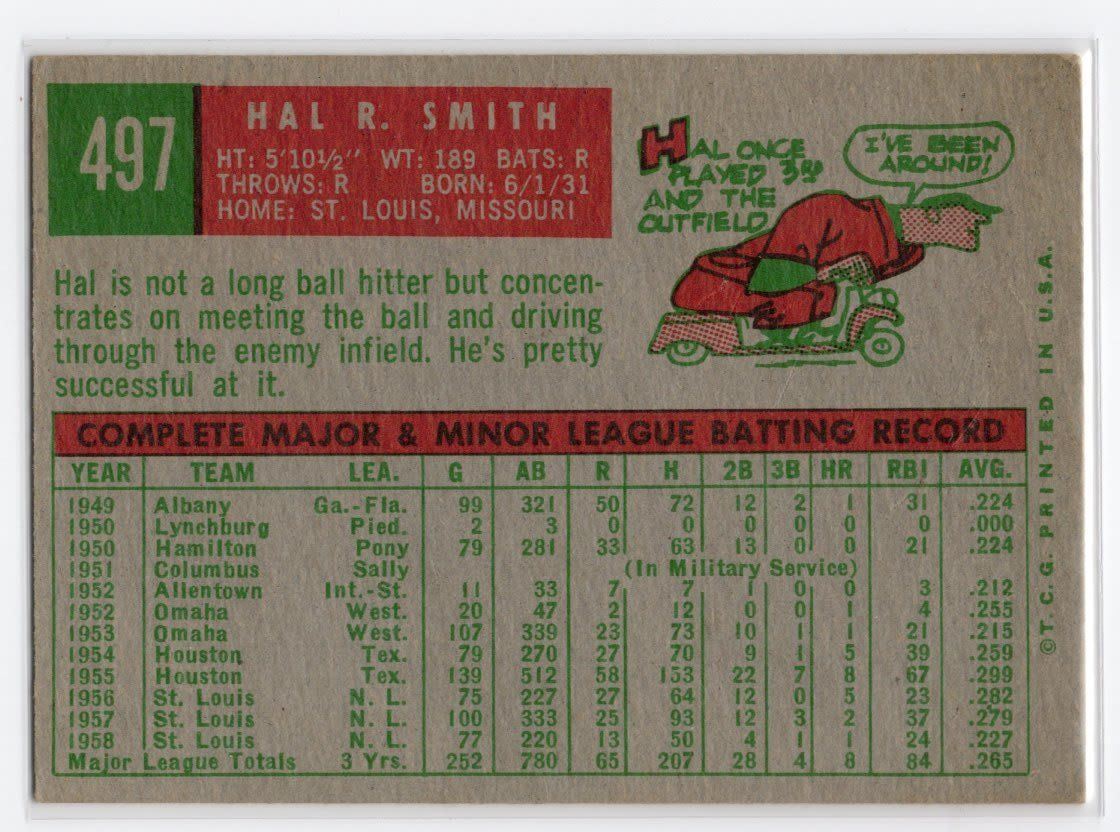 497
HAL R. SMITH
HT: 5'10½" WT: 189 BATS: R
THROWS: R BORN: 6/1/31
HOME: ST. LOUIS, MISSOURI
HAL ONCE
PLAYED 3RD
AND THE
OUTFIELD
I'VE BEEN
AROUND!
Hal is not a long ball hitter but concen-
trates on meeting the ball and driving
through the enemy infield. He's pretty
successful at it.
COMPLETE MAJOR & MINOR LEAGUE BATTING RECORD
YEAR TEAM LEA. G AB R H 2B 3B HR RBI AVG.
1949 Albany Ga.-Fla. 99 321 50 72 12 2 1 31 .224
1950 Lynchburg Pied. 2 3 0 0 0 0 0 0 .000
1950 Hamilton Pony 79 281 33 63 13 0 0 21 .224
1951 Columbus Sally (In Military Service)
1952 Allentown Int.-St. 11 33 7 7 1 0 0 3 .212
1952 Omaha West. 20 47 2 12 0 0 1 4 .255
1953 Omaha West. 107 339 23 73 10 1 1 21 .215
1954 Houston Tex. 79 270 27 70 9 1 5 39 .259
1955 Houston Tex. 139 512 58 153 22 7 8 67 .299
1956 St. Louis N. L. 75 227 27 64 12 0 5 23 .282
1957 St. Louis N. L. 100 333 25 93 12 3 2 37 .279
1958 St. Louis N. L. 77 220 13 50 4 1 1 24 .227
Major League Totals 3 Yrs. 252 780 65 207 28 4 8 84 .265
©T. C. G. PRINTED IN U.S.A.